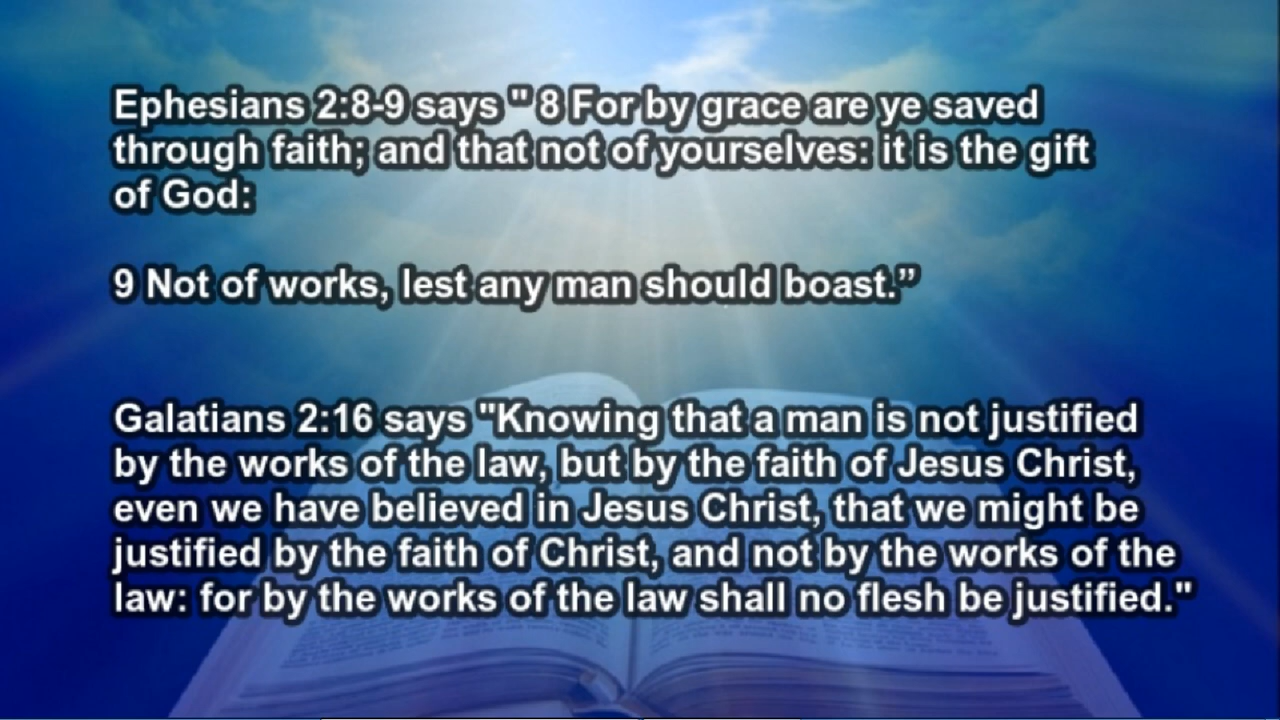 Ephesians 2:8-9 says " 8 For by grace are ye saved
through faith; and that not of yourselves: it is the gift
of God:
9 Not of works, lest any man should boast.”
Galatians 2:16 says "Knowing that a man is not justified
by the works of the law, but by the faith of Jesus Christ,
even we have believed in Jesus Christ, that we might be
justified by the faith of Christ, and not by the works of the
law: for by the works of the law shall no flesh be justified."